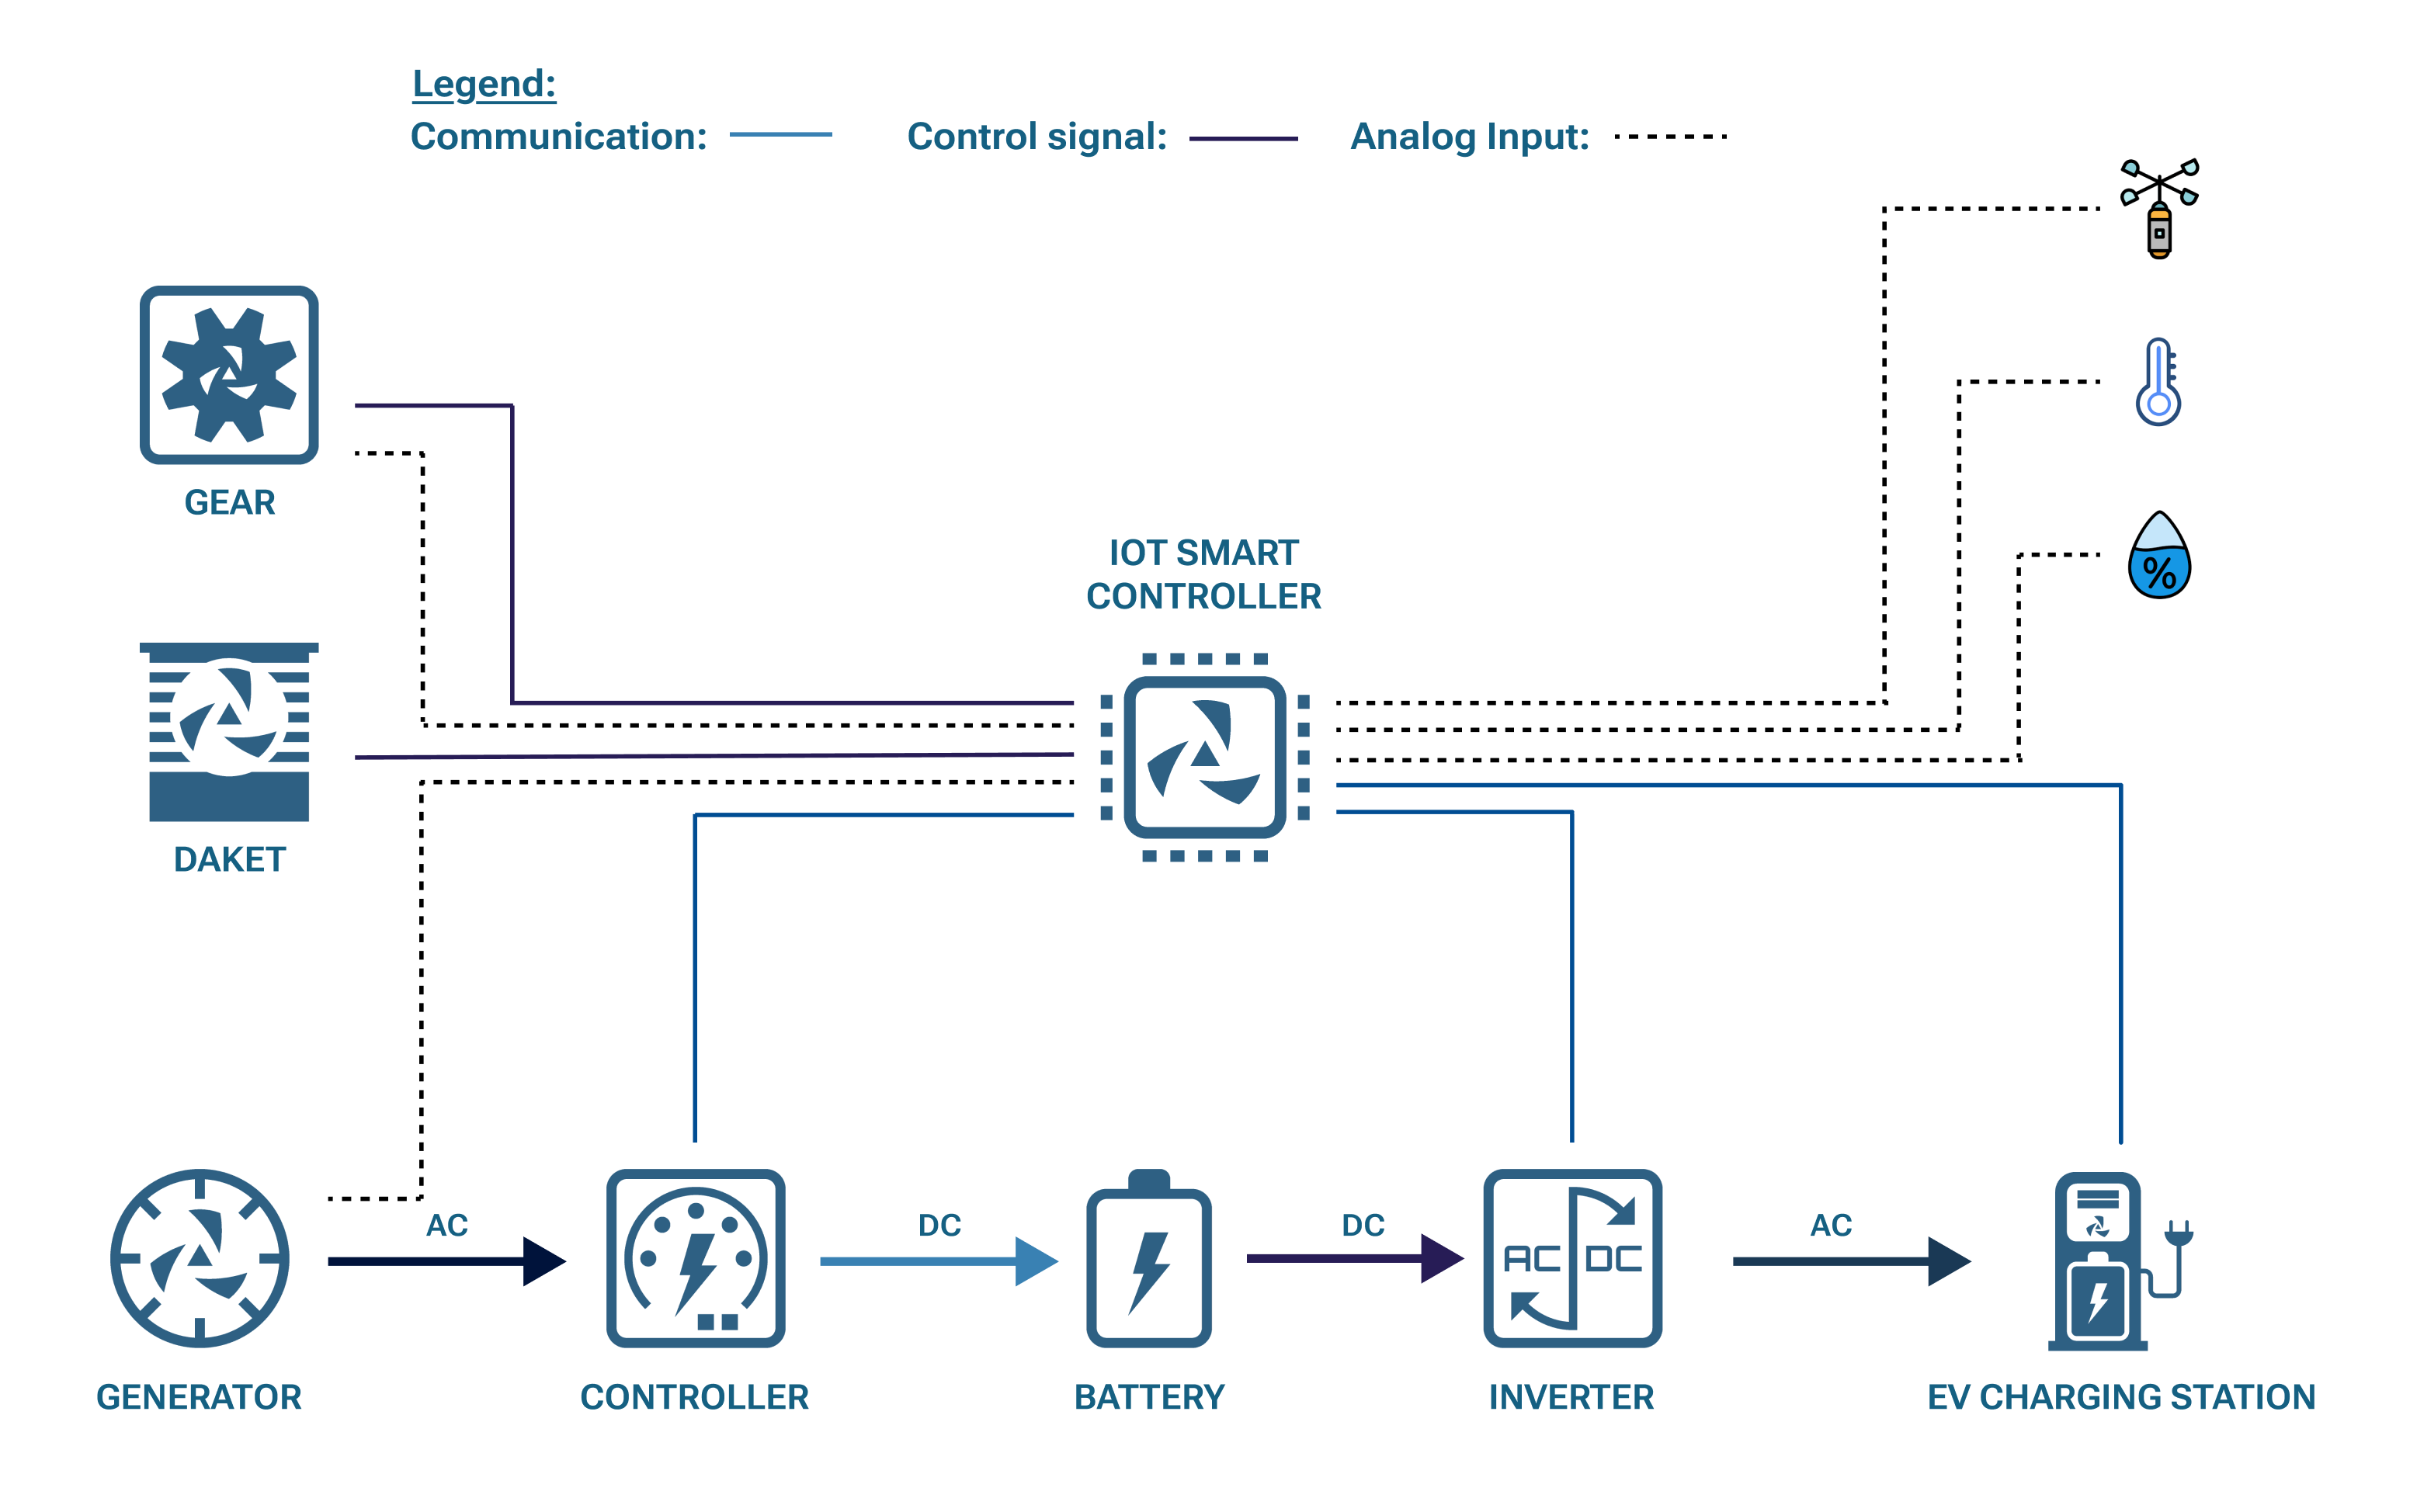 Legend:
Communication: Control signal: Analog Input:
GEAR
IOT SMART
CONTROLLER
%
DAKET
AC DC DC AC
AC DC
GENERATOR CONTROLLER BATTERY INVERTER EV CHARGING STATION